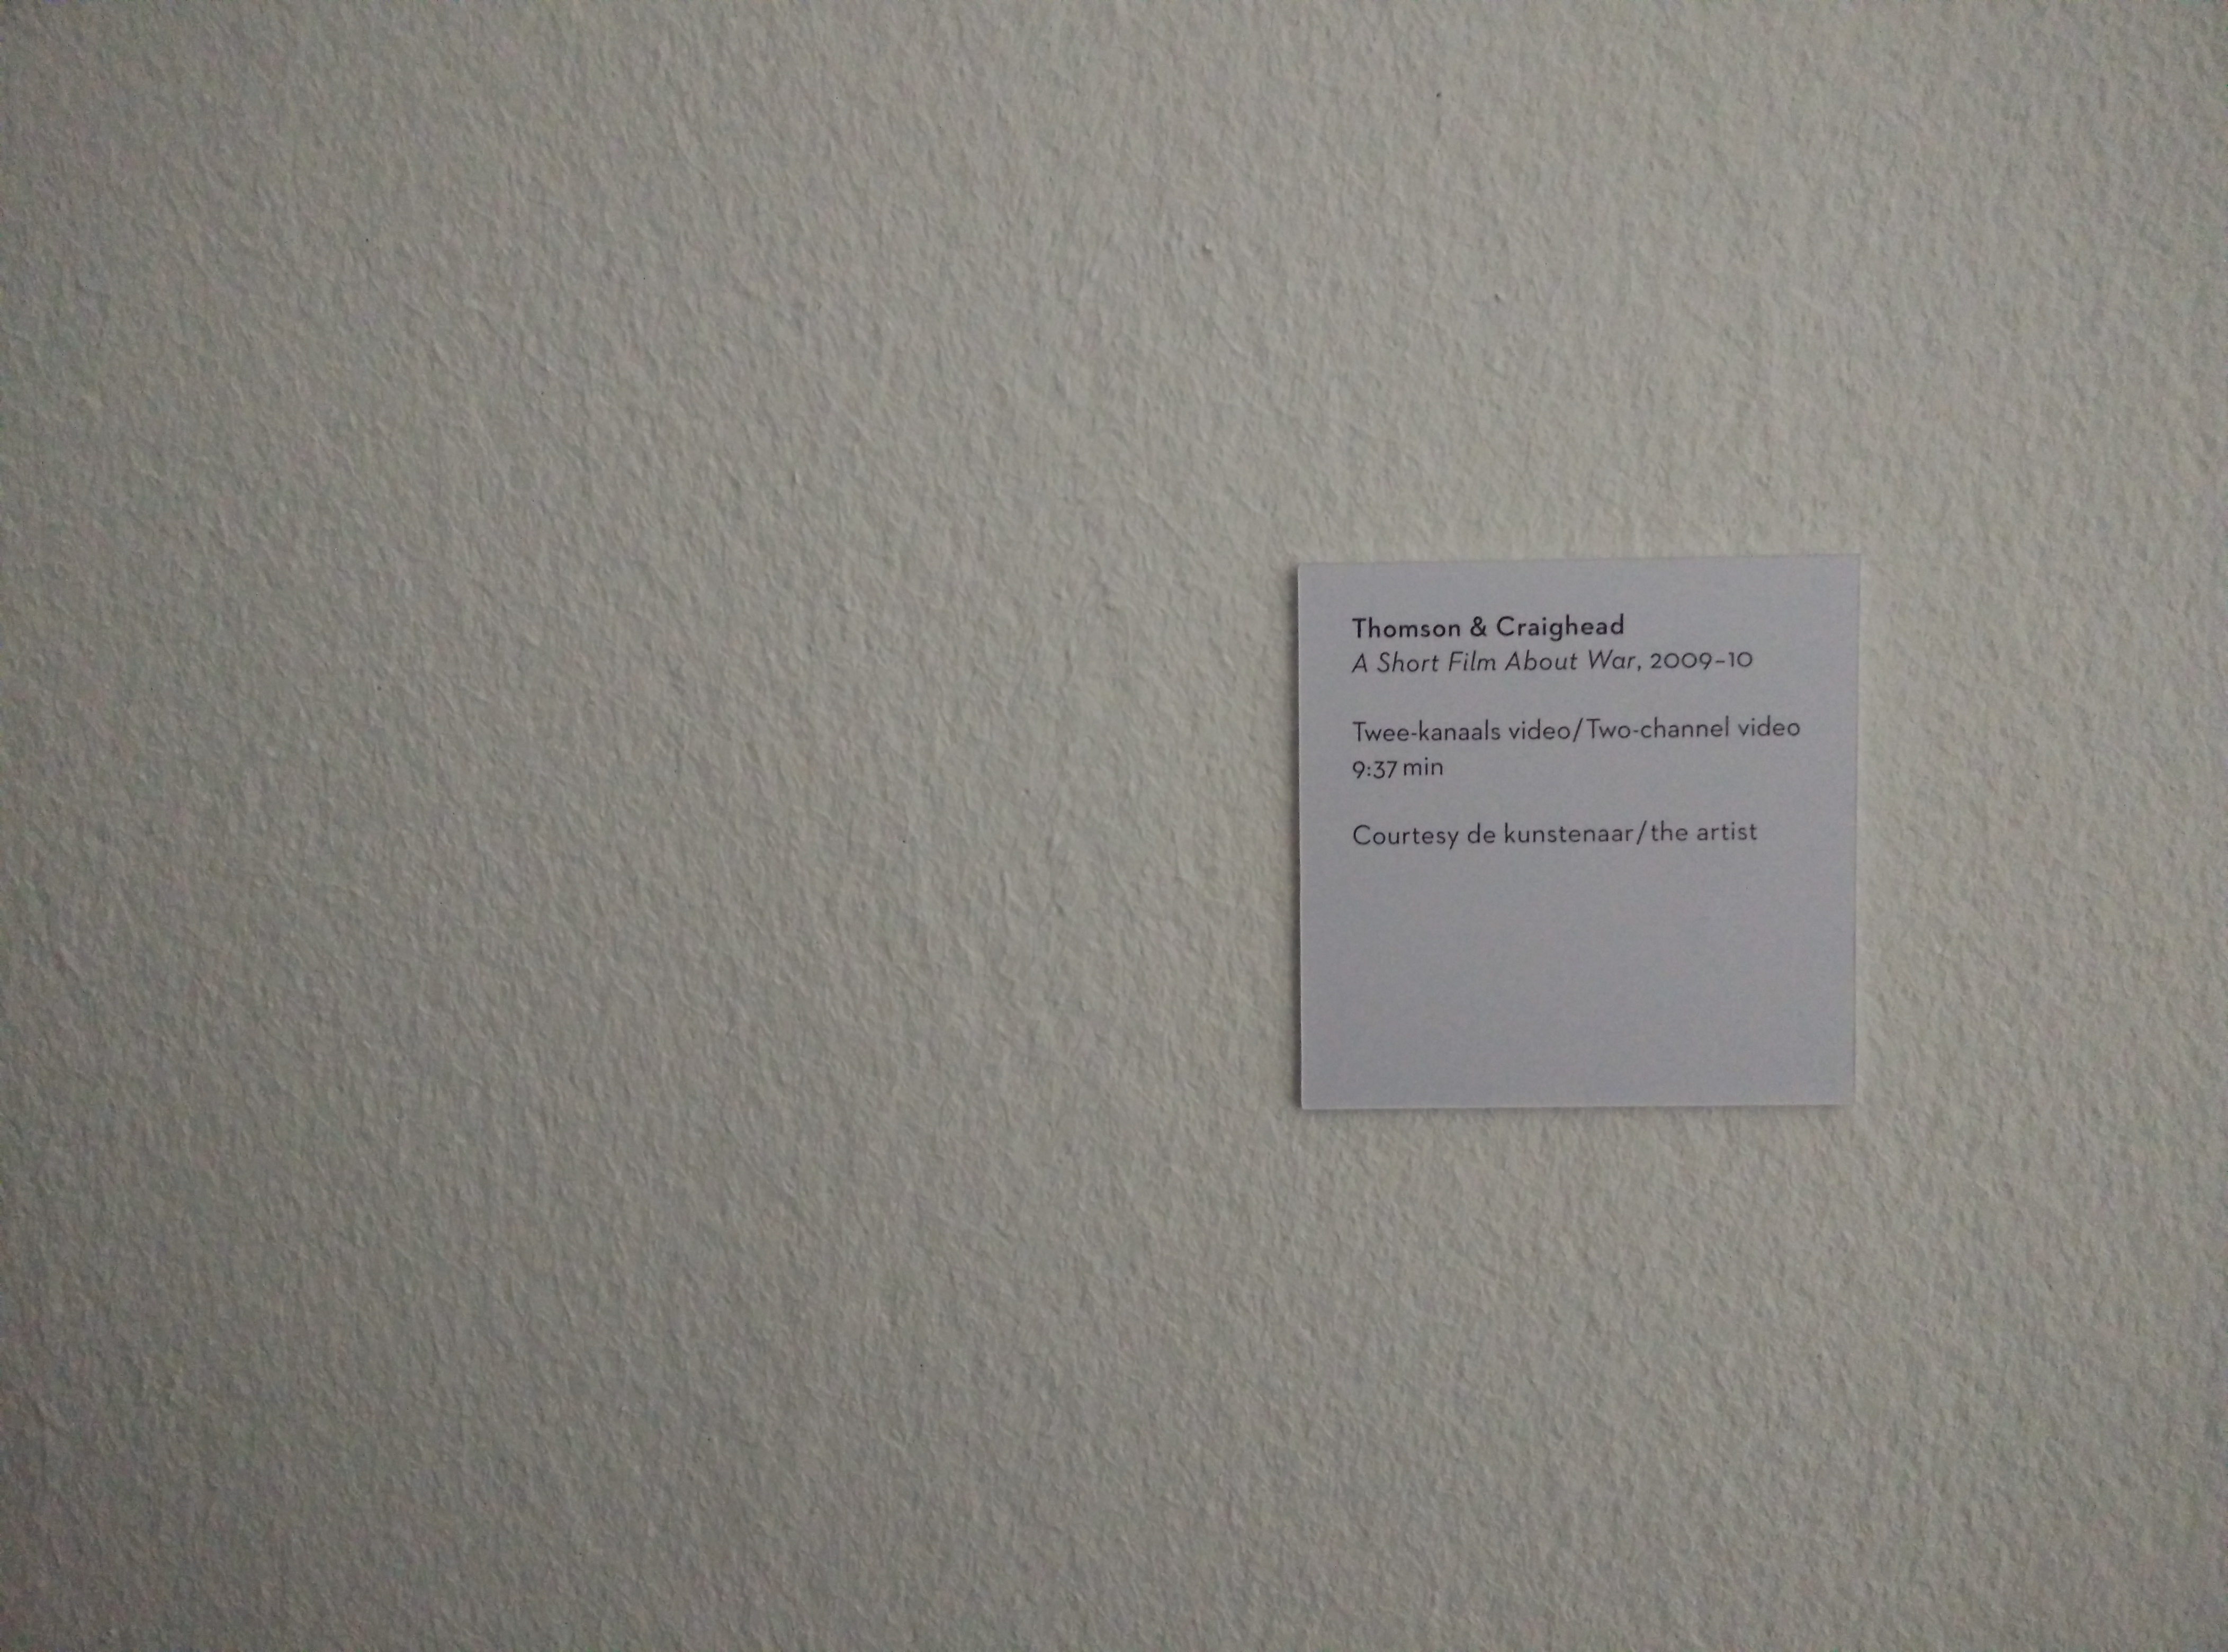 Thomson & Craighead
A Short Film About War, 2009–10
Twee-kanaals video/Two-channel video
9:37 min
Courtesy de kunstenaar/the artist